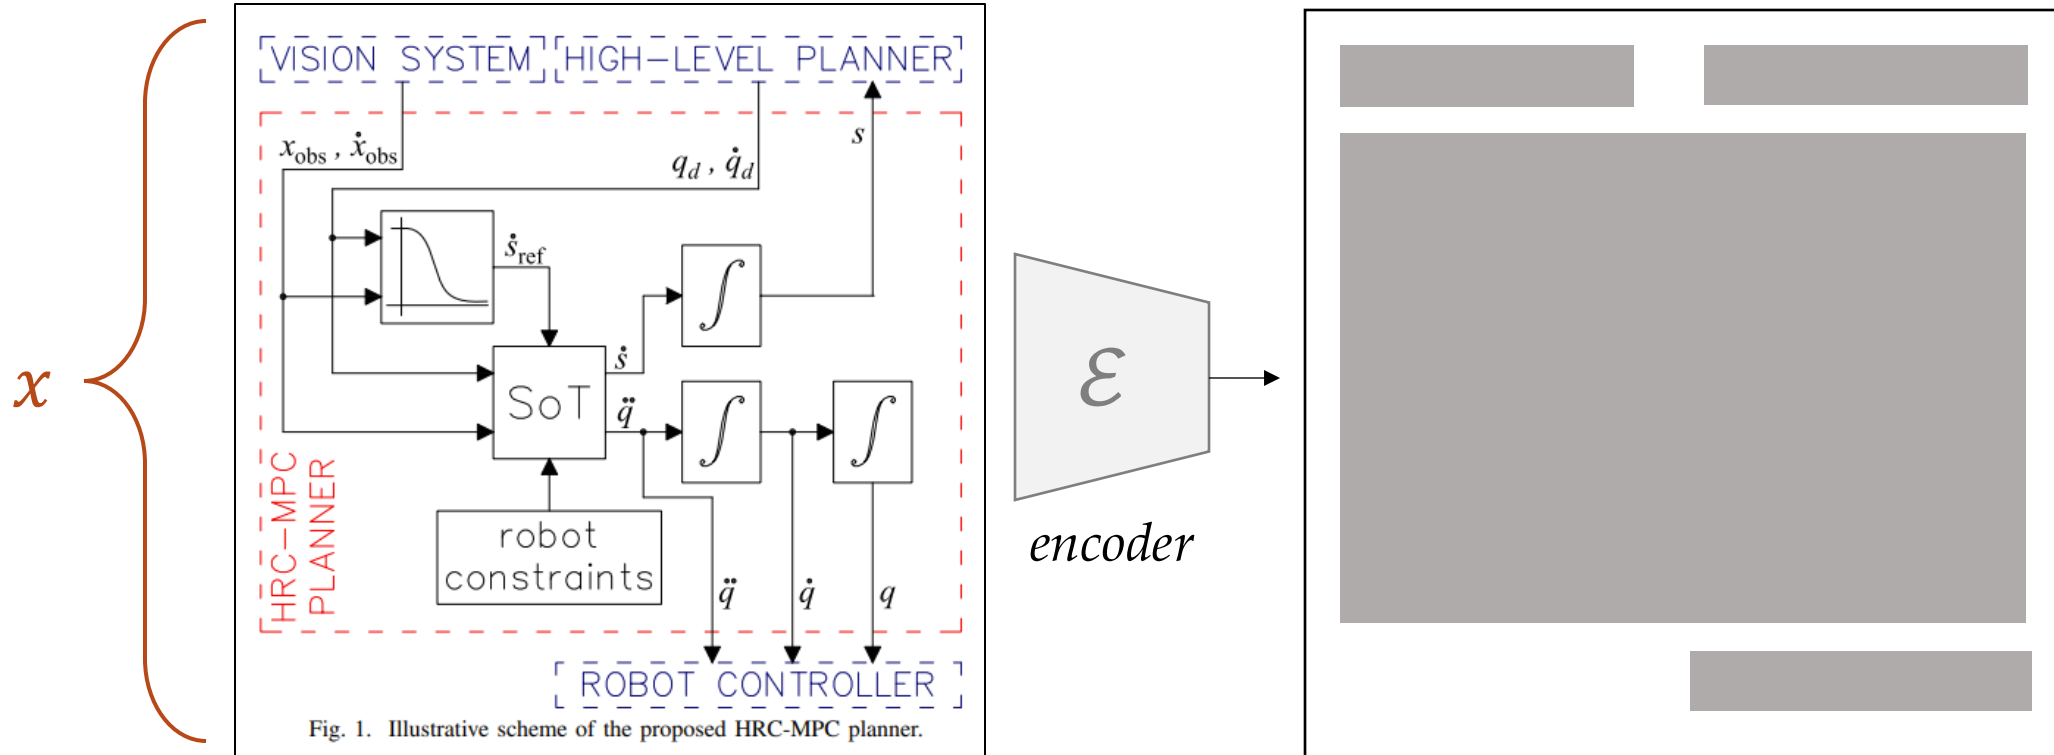 VISION SYSTEM HIGH-LEVEL PLANNER
x_obs , ẋ_obs
q_d , q̇_d
s
ṡ_ref
∫
ṡ
SoT
q̈
∫
∫
HRC-MPC
PLANNER
robot
constraints
q̈
q̇
q
ROBOT CONTROLLER
Fig. 1. Illustrative scheme of the proposed HRC-MPC planner.
x
ε
encoder